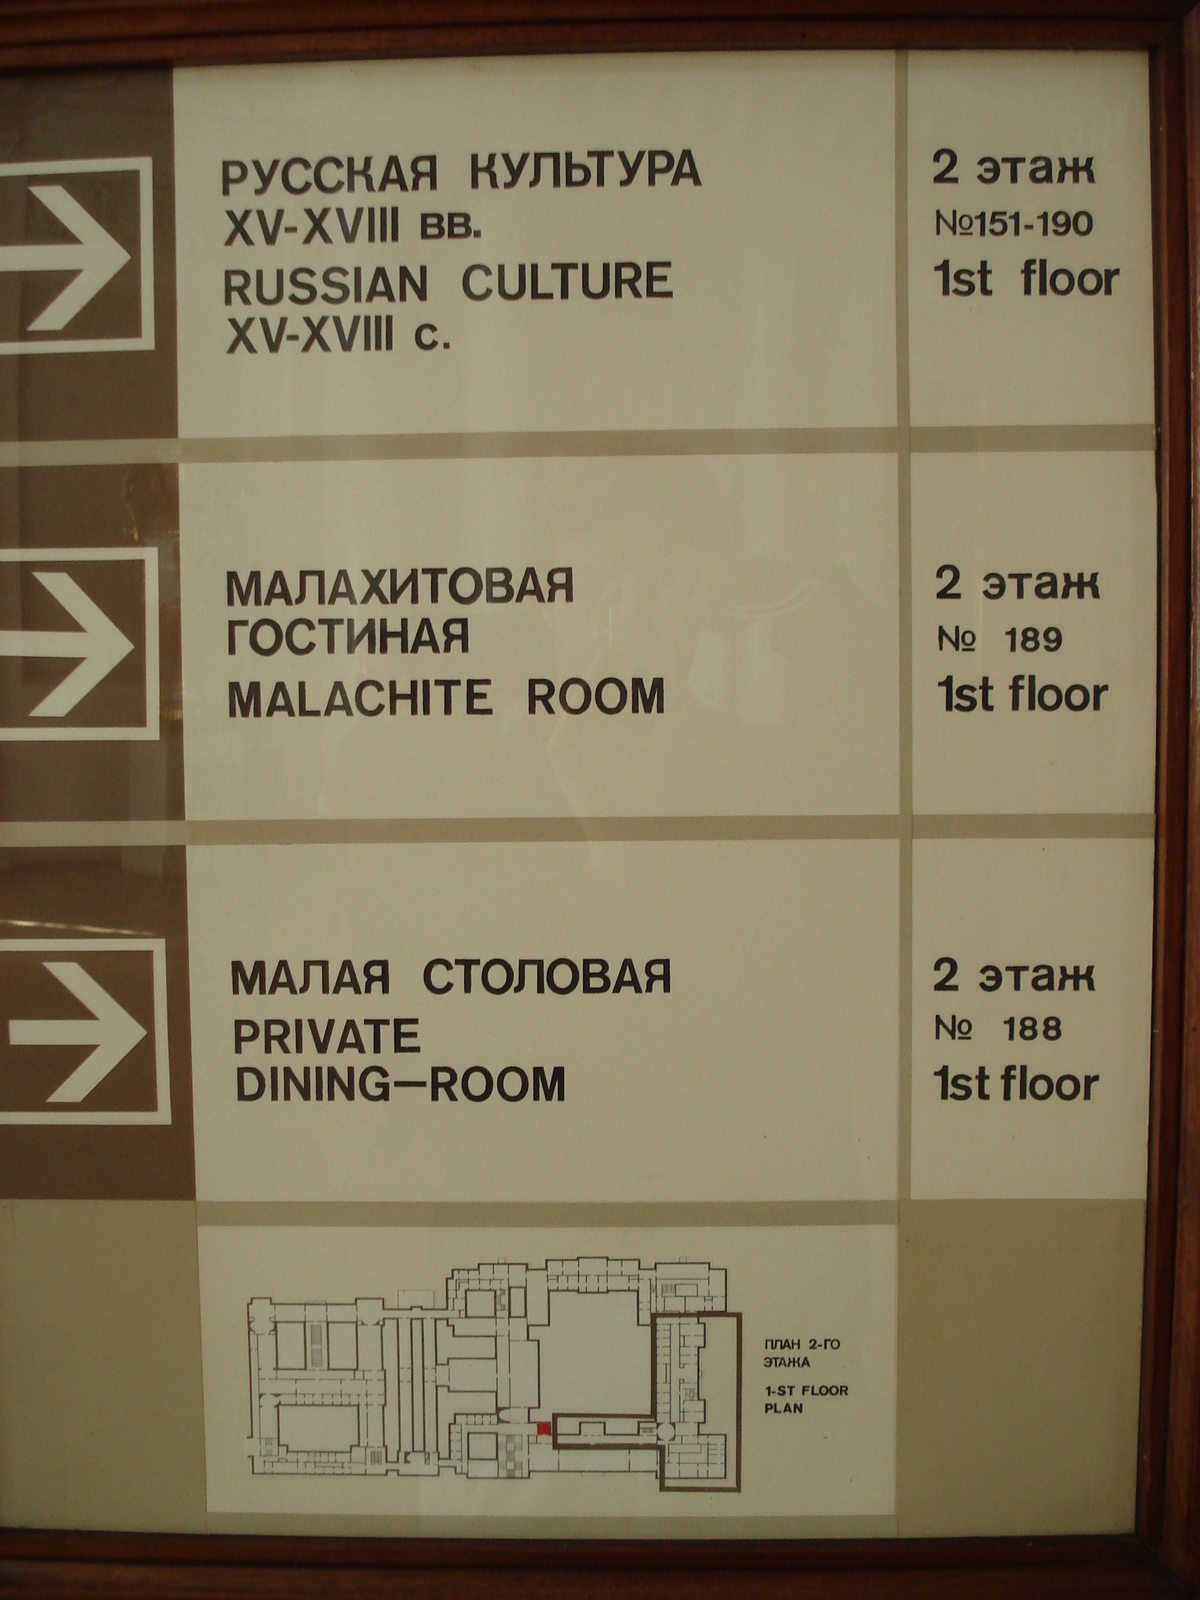 РУССКАЯ КУЛЬТУРА
XV-XVIII вв.
RUSSIAN CULTURE
XV-XVIII c.
2 этаж
№151-190
1st floor
МАЛАХИТОВАЯ
ГОСТИНАЯ
MALACHITE ROOM
2 этаж
№ 189
1st floor
МАЛАЯ СТОЛОВАЯ
PRIVATE
DINING—ROOM
2 этаж
№ 188
1st floor
ПЛАН 2-ГО
ЭТАЖА
1-ST FLOOR
PLAN